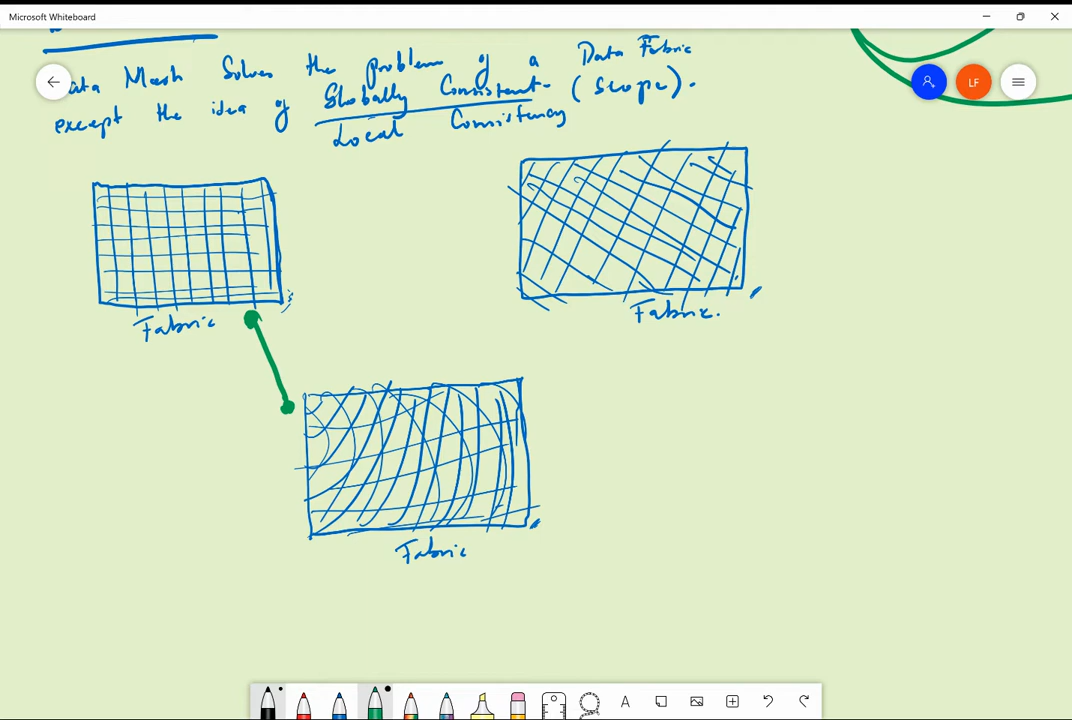 Microsoft Whiteboard
Data Mesh Solves the problem of a Data Fabric
except the idea of Globally Consistent (Scope).
Local Consistency
LF
Fabric
Fabric.
Fabric
A